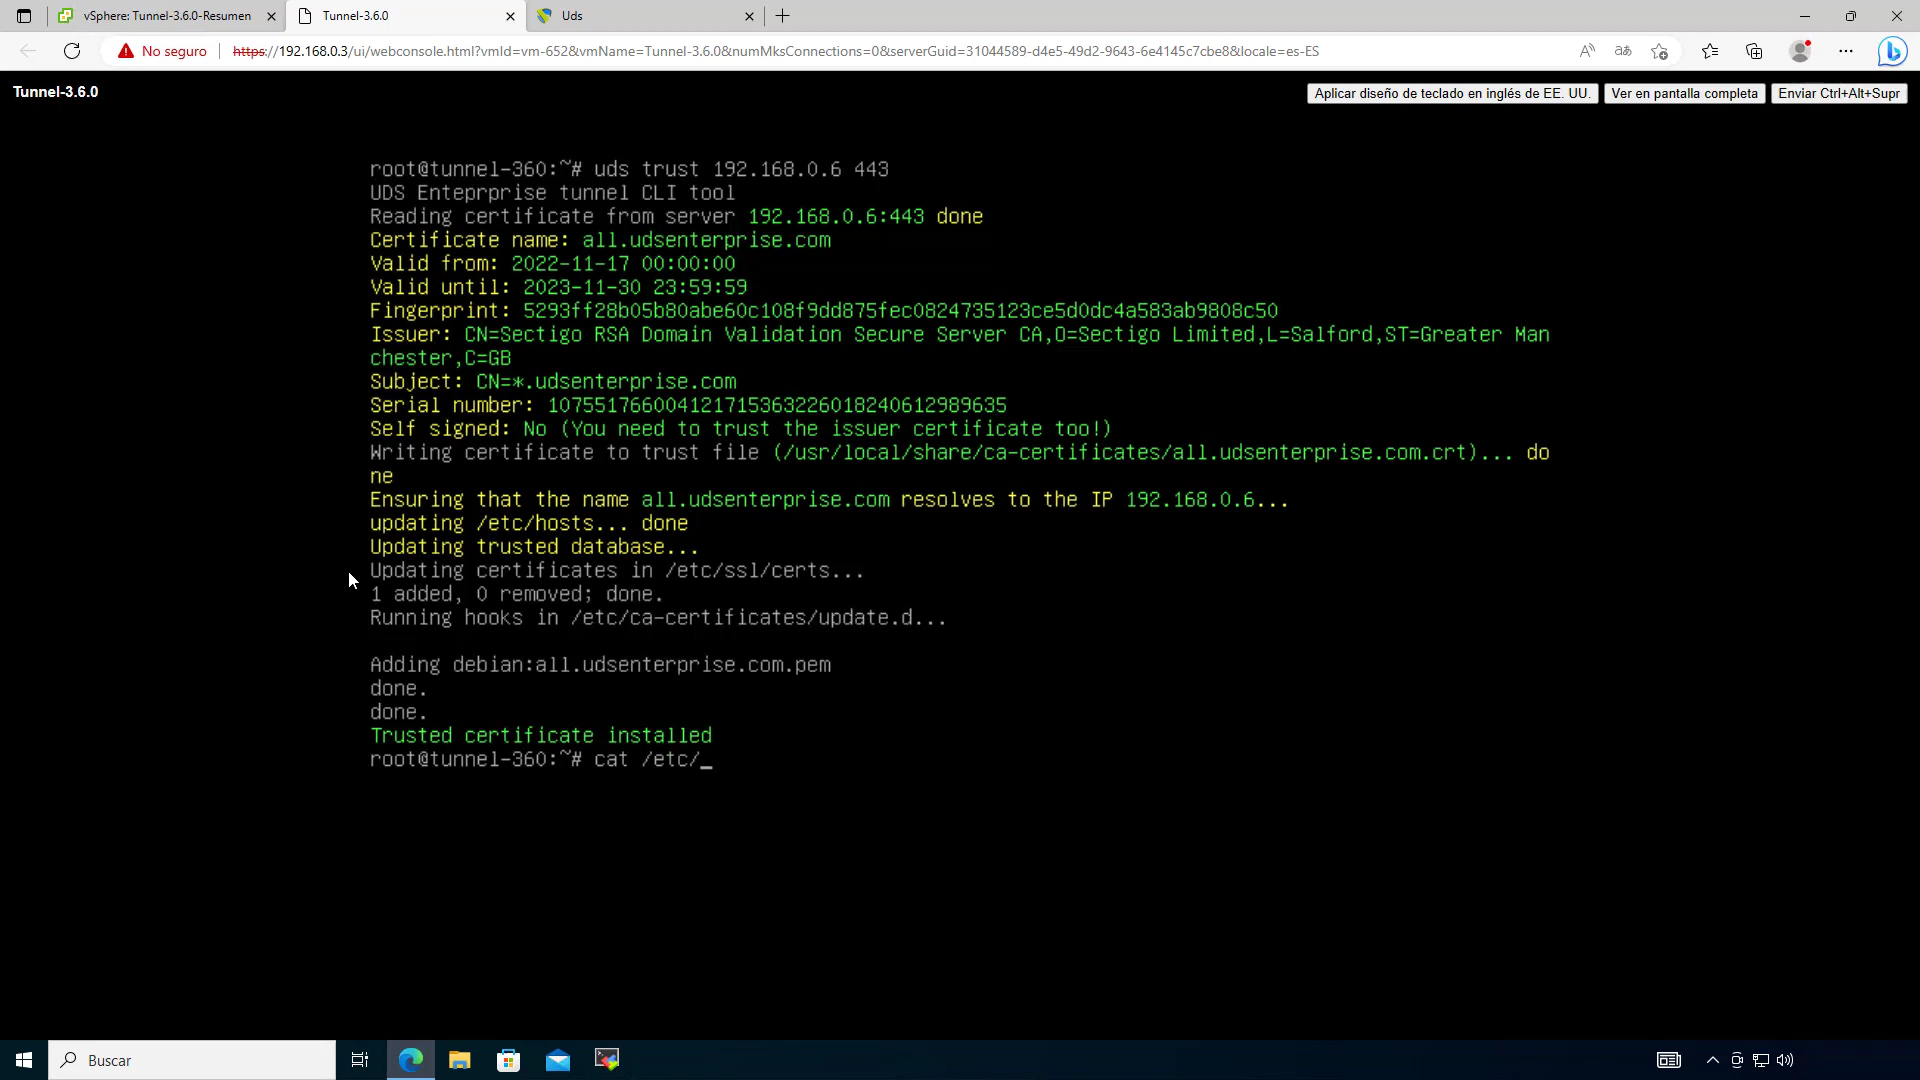 vSphere: Tunnel-3.6.0-Resumen
Tunnel-3.6.0
Uds
No seguro
https://192.168.0.3/ui/webconsole.html?vmId=vm-652&vmName=Tunnel-3.6.0&numMksConnections=0&serverGuid=31044589-d4e5-49d2-9643-6e4145c7cbe8&locale=es-ES
Tunnel-3.6.0
Aplicar diseño de teclado en inglés de EE. UU.
Ver en pantalla completa
Enviar Ctrl+Alt+Supr
root@tunnel-360:~# uds trust 192.168.0.6 443
UDS Enteprprise tunnel CLI tool
Reading certificate from server 192.168.0.6:443 done
Certificate name: all.udsenterprise.com
Valid from: 2022-11-17 00:00:00
Valid until: 2023-11-30 23:59:59
Fingerprint: 5293ff28b05b80abe60c108f9dd875fec0824735123ce5d0dc4a583ab9808c50
Issuer: CN=Sectigo RSA Domain Validation Secure Server CA,O=Sectigo Limited,L=Salford,ST=Greater Man
chester,C=GB
Subject: CN=*.udsenterprise.com
Serial number: 107551766004121715363226018240612989635
Self signed: No (You need to trust the issuer certificate too!)
Writing certificate to trust file (/usr/local/share/ca-certificates/all.udsenterprise.com.crt)... do
ne
Ensuring that the name all.udsenterprise.com resolves to the IP 192.168.0.6...
updating /etc/hosts... done
Updating trusted database...
Updating certificates in /etc/ssl/certs...
1 added, 0 removed; done.
Running hooks in /etc/ca-certificates/update.d...
Adding debian:all.udsenterprise.com.pem
done.
done.
Trusted certificate installed
root@tunnel-360:~# cat /etc/_
Buscar